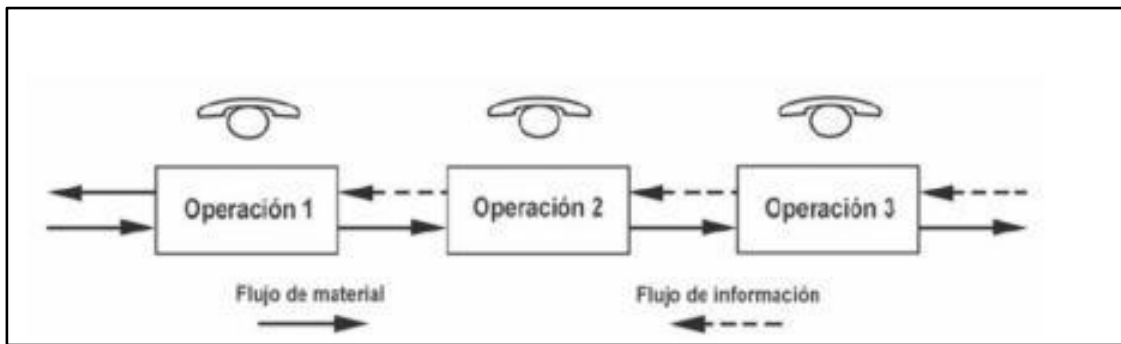 Operación 1
Operación 2
Operación 3
Flujo de material
Flujo de información